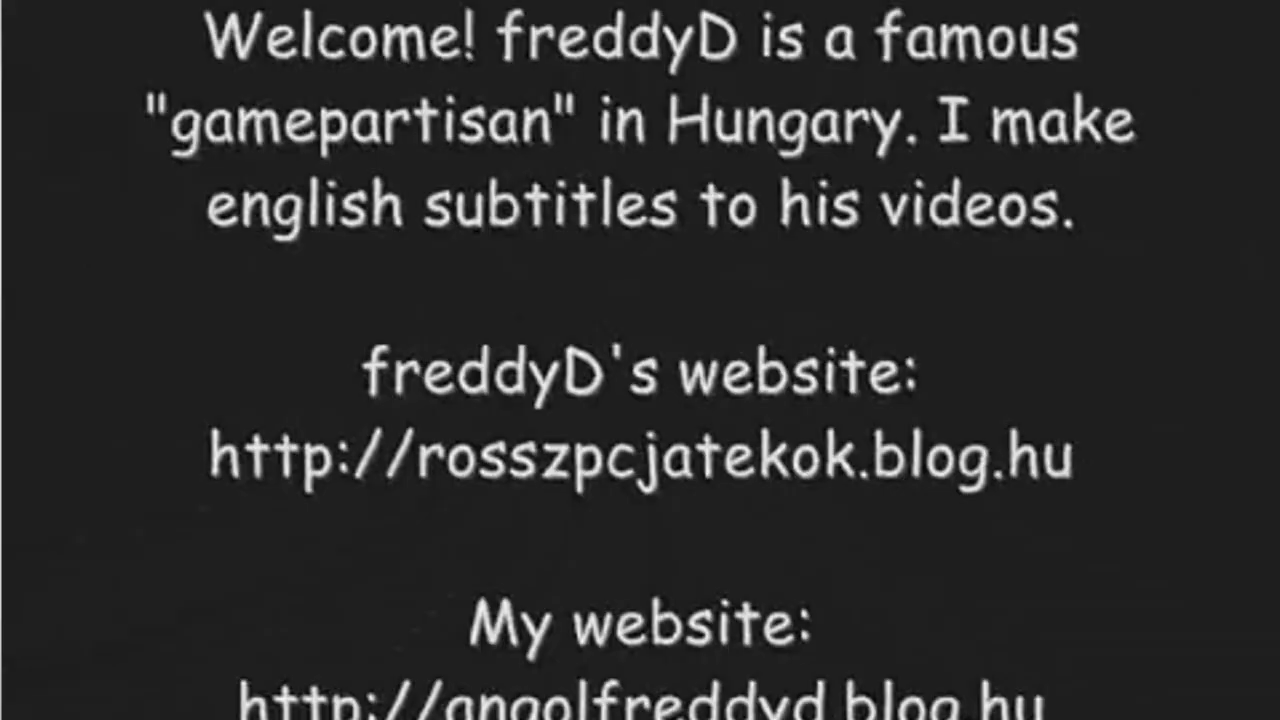 Welcome! freddyD is a famous
"gamepartisan" in Hungary. I make
english subtitles to his videos.
freddyD's website:
http://rosszpcjatekok.blog.hu
My website:
http://angolfreddyd.blog.hu